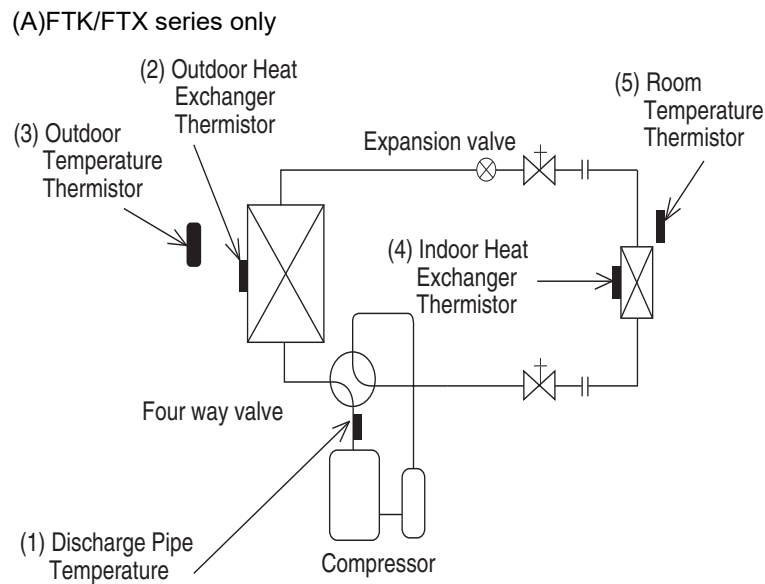 (A)FTK/FTX series only
(2) Outdoor Heat
Exchanger
Thermistor
(5) Room
Temperature
Thermistor
(3) Outdoor
Temperature
Thermistor
Expansion valve
(4) Indoor Heat
Exchanger
Thermistor
Four way valve
(1) Discharge Pipe
Temperature
Compressor